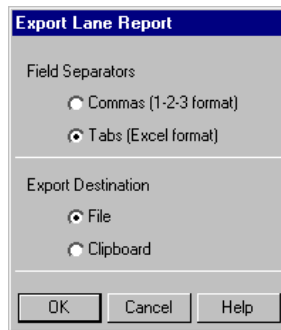 Export Lane Report
Field Separators
Commas (1-2-3 format)
Tabs (Excel format)
Export Destination
File
Clipboard
OK Cancel Help